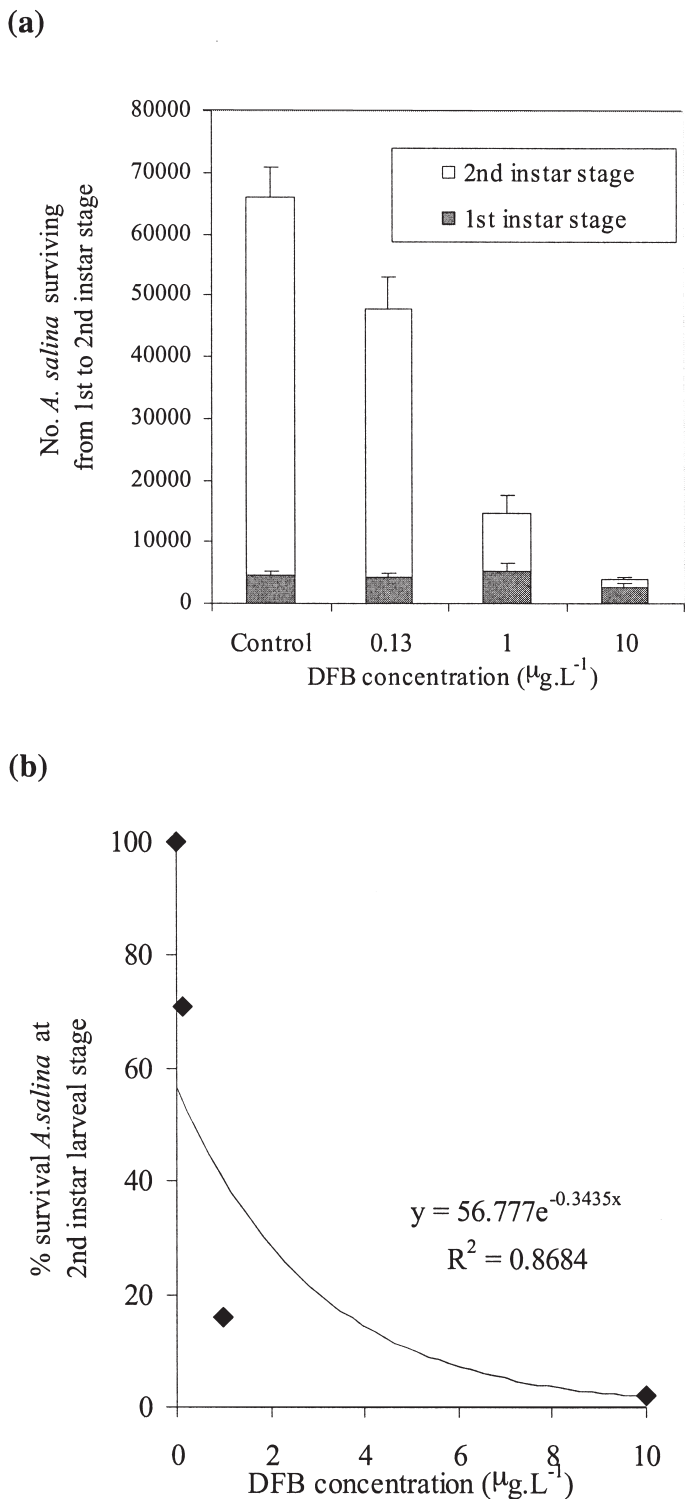 (a)
80000
70000
60000
50000
40000
30000
20000
10000
0
No. A. salina surviving
from 1st to 2nd instar stage
2nd instar stage
1st instar stage
Control 0.13 1 10
DFB concentration (μg.L⁻¹)
(b)
100
80
60
40
20
0
% survival A.salina at
2nd instar larveal stage
y = 56.777e^-0.3435x
R² = 0.8684
0 2 4 6 8 10
DFB concentration (μg.L⁻¹)